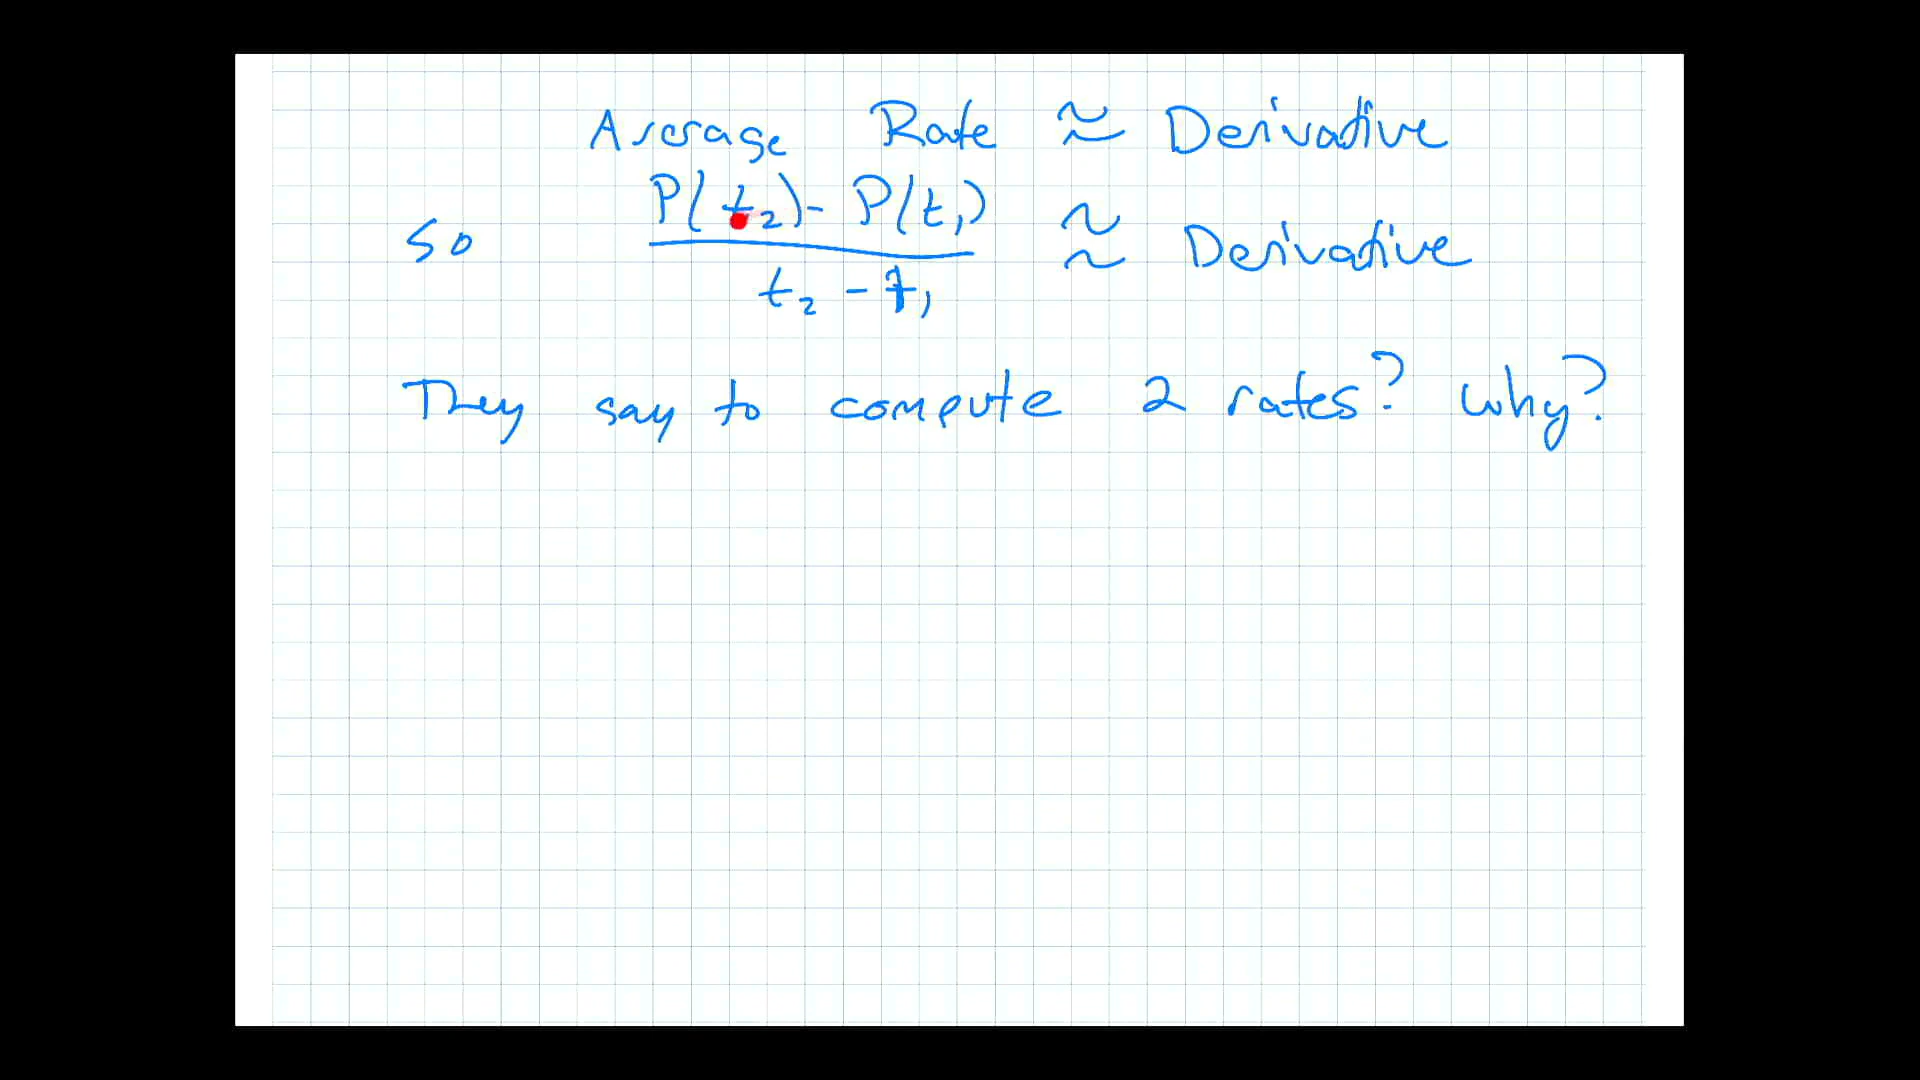 Average Rate ≈ Derivative
so P(t₂) - P(t₁) / t₂ - t₁ ≈ Derivative
They say to compute 2 rates? why?